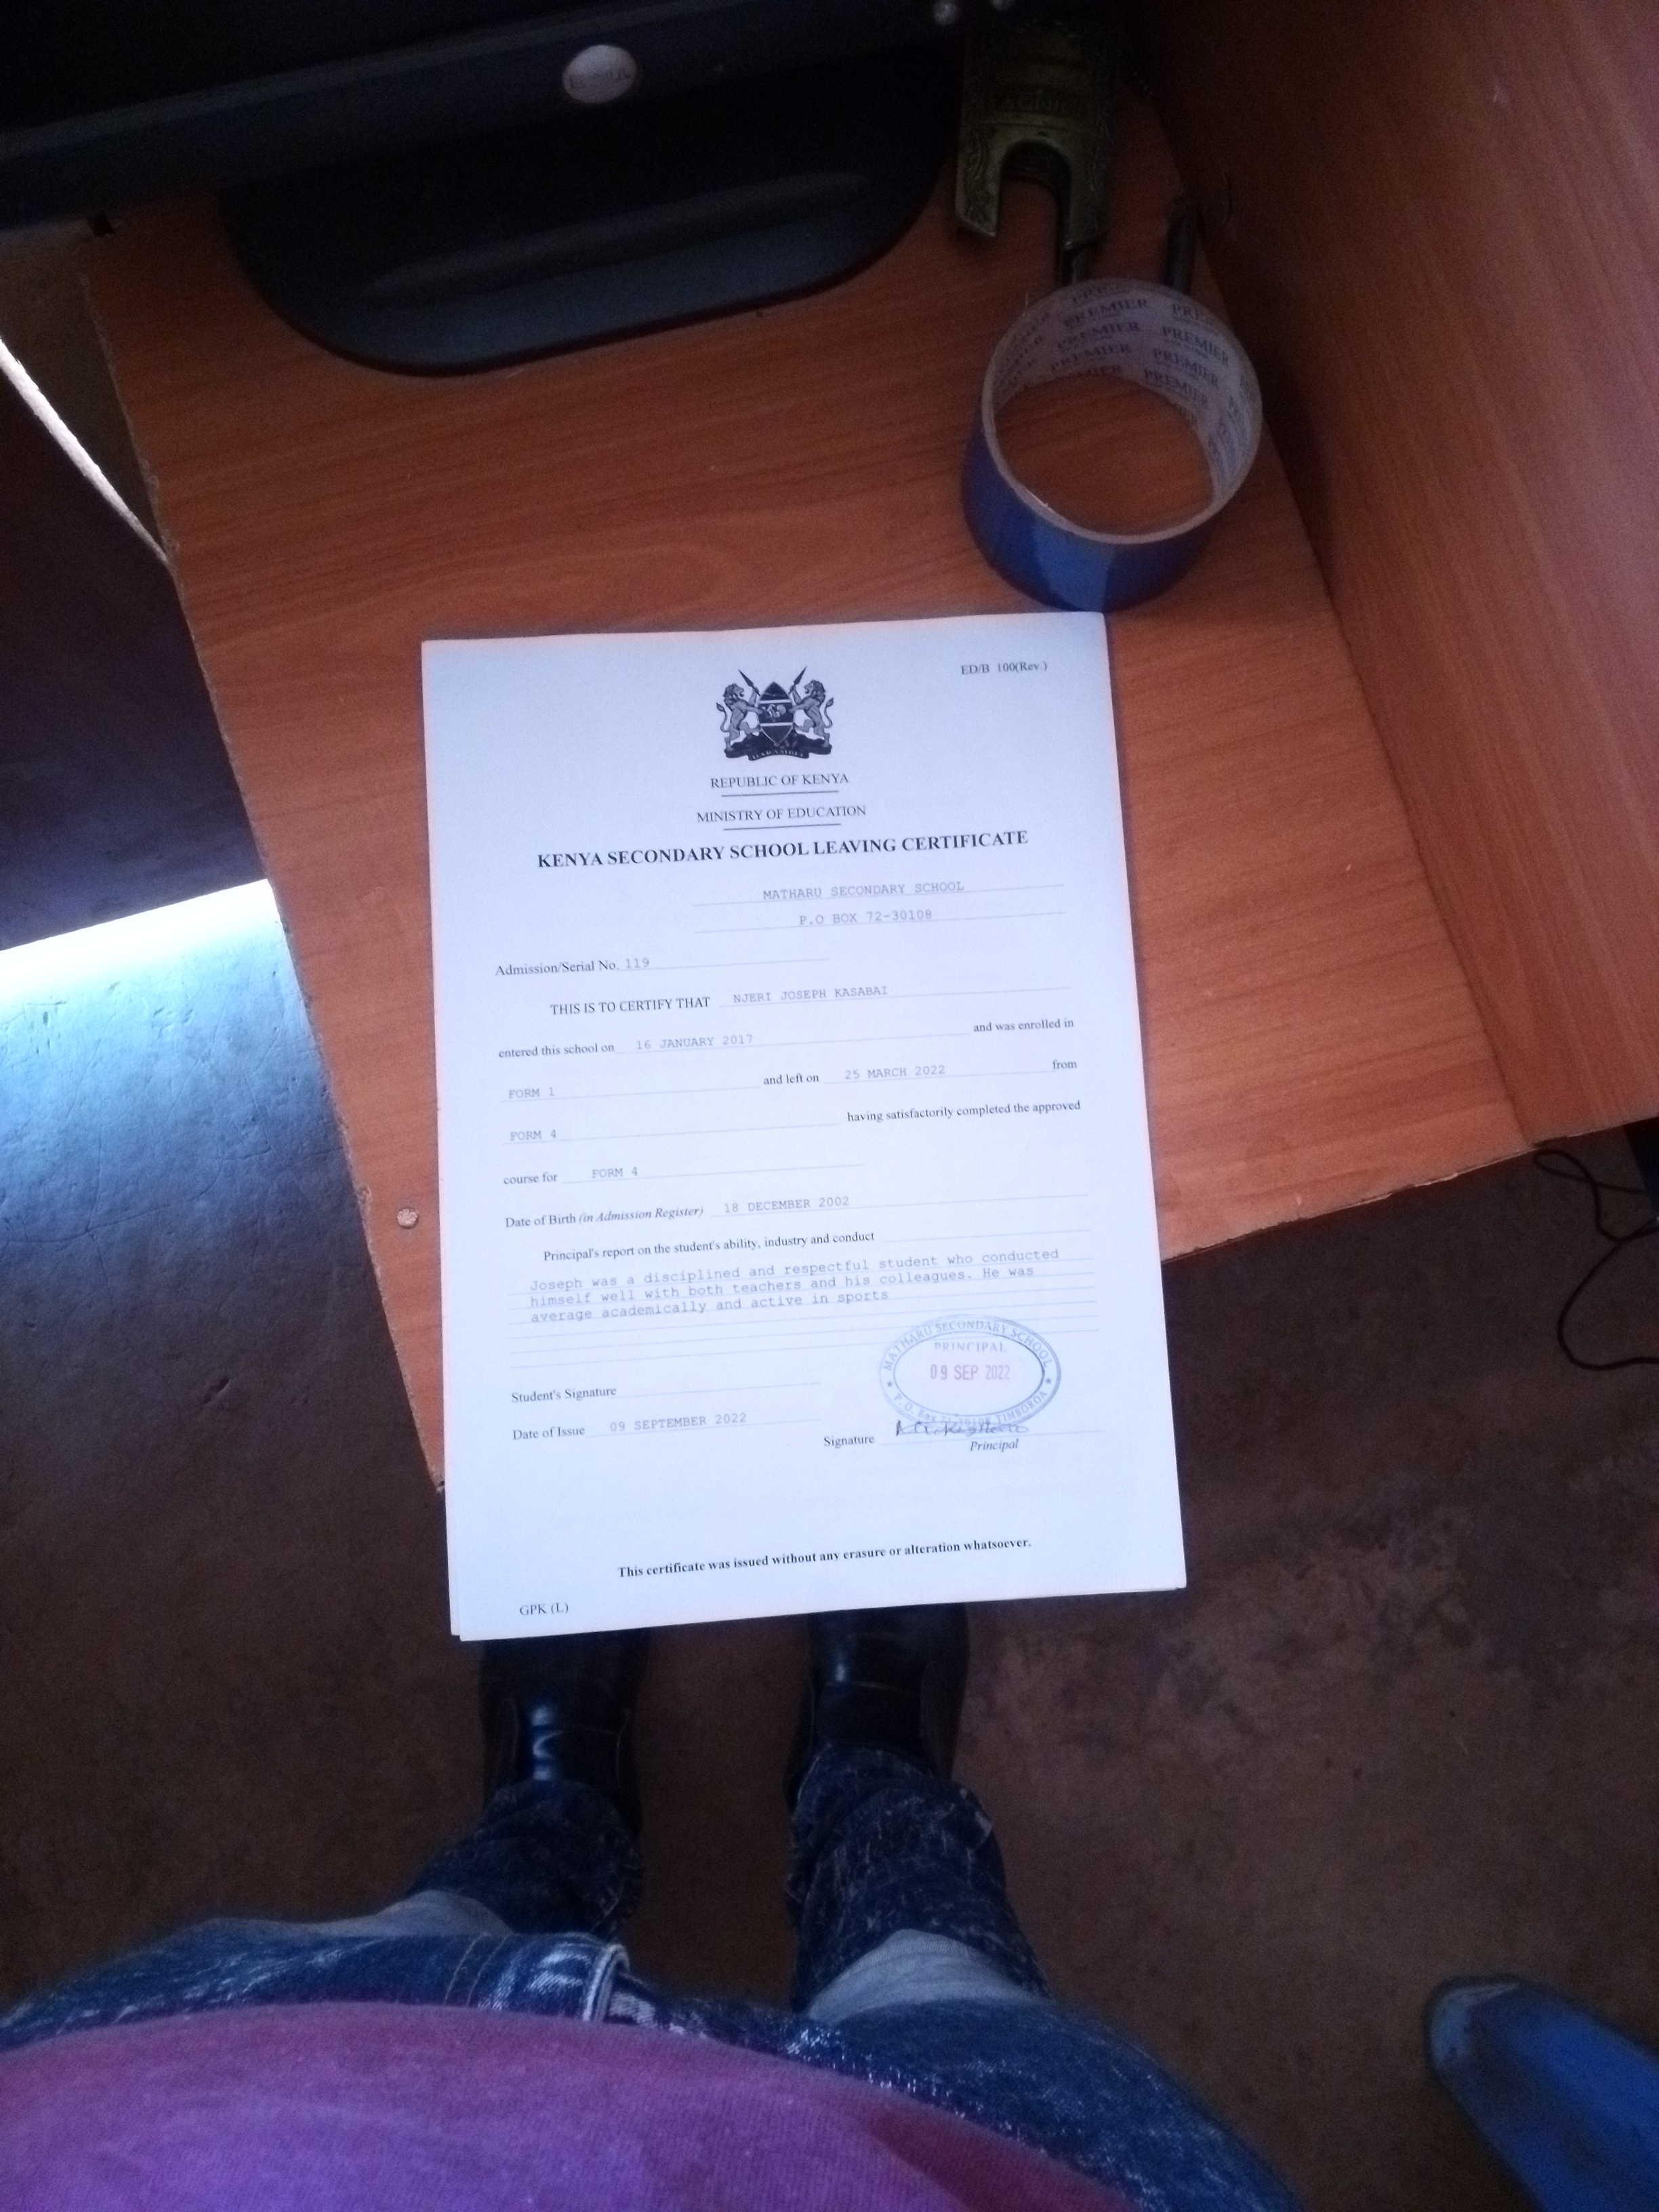 PREMIER PREMIER PREMIER
PREMIER PREMIER
PREMIER PREMIER
ED/B 100(Rev.)
HARAMBEE
REPUBLIC OF KENYA
MINISTRY OF EDUCATION
KENYA SECONDARY SCHOOL LEAVING CERTIFICATE
MATHARU SECONDARY SCHOOL
P.O BOX 72-30108
Admission/Serial No. 119
THIS IS TO CERTIFY THAT NJERI JOSEPH KASABAI
entered this school on 16 JANUARY 2017 and was enrolled in
FORM 1 and left on 25 MARCH 2022 from
FORM 4 having satisfactorily completed the approved
course for FORM 4
Date of Birth (in Admission Register) 18 DECEMBER 2002
Principal's report on the student's ability, industry and conduct
Joseph was a disciplined and respectful student who conducted
himself well with both teachers and his colleagues. He was
average academically and active in sports
MATHARU SECONDARY SCHOOL
PRINCIPAL
09 SEP 2022
P.O. Box 72-30108 TIMBOROA
Student's Signature
Date of Issue 09 SEPTEMBER 2022
Signature
Principal
This certificate was issued without any erasure or alteration whatsoever.
GPK (L)